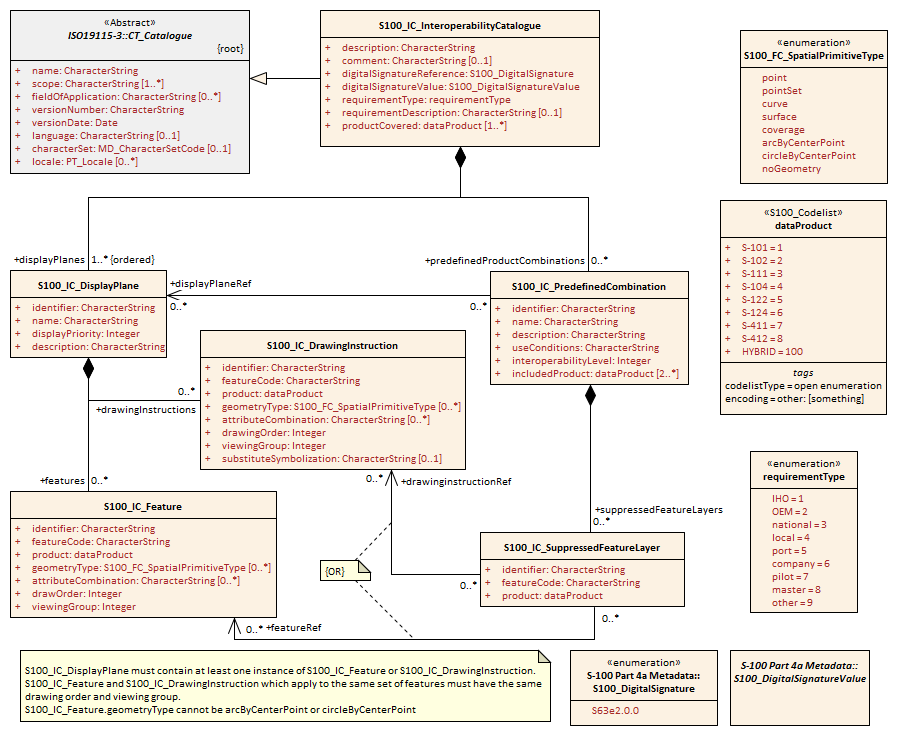 «Abstract»
ISO19115-3::CT_Catalogue
{root}
+ name: CharacterString
+ scope: CharacterString [1..*]
+ fieldOfApplication: CharacterString [0..*]
+ versionNumber: CharacterString
+ versionDate: Date
+ language: CharacterString [0..1]
+ characterSet: MD_CharacterSetCode [0..1]
+ locale: PT_Locale [0..*]
S100_IC_InteroperabilityCatalogue
+ description: CharacterString
+ comment: CharacterString [0..1]
+ digitalSignatureReference: S100_DigitalSignature
+ digitalSignatureValue: S100_DigitalSignatureValue
+ requirementType: requirementType
+ requirementDescription: CharacterString [0..1]
+ productCovered: dataProduct [1..*]
«enumeration»
S100_FC_SpatialPrimitiveType
point
pointSet
curve
surface
coverage
arcByCenterPoint
circleByCenterPoint
noGeometry
«S100_Codelist»
dataProduct
+ S-101 = 1
+ S-102 = 2
+ S-111 = 3
+ S-104 = 4
+ S-122 = 5
+ S-124 = 6
+ S-411 = 7
+ S-412 = 8
+ HYBRID = 100
tags
codelistType = open enumeration
encoding = other: [something]
+displayPlanes 1..* {ordered}
+predefinedProductCombinations 0..*
S100_IC_DisplayPlane
+ identifier: CharacterString
+ name: CharacterString
+ displayPriority: Integer
+ description: CharacterString
+displayPlaneRef
0..*
0..*
S100_IC_PredefinedCombination
+ identifier: CharacterString
+ name: CharacterString
+ description: CharacterString
+ useConditions: CharacterString
+ interoperabilityLevel: Integer
+ includedProduct: dataProduct [2..*]
S100_IC_DrawingInstruction
+ identifier: CharacterString
+ featureCode: CharacterString
+ product: dataProduct
+ geometryType: S100_FC_SpatialPrimitiveType [0..*]
+ attributeCombination: CharacterString [0..*]
+ drawingOrder: Integer
+ viewingGroup: Integer
+ substituteSymbolization: CharacterString [0..1]
0..*
+drawingInstructions
+features 0..*
0..* +drawinginstructionRef
S100_IC_Feature
+ identifier: CharacterString
+ featureCode: CharacterString
+ product: dataProduct
+ geometryType: S100_FC_SpatialPrimitiveType [0..*]
+ attributeCombination: CharacterString [0..*]
+ drawOrder: Integer
+ viewingGroup: Integer
{OR}
+suppressedFeatureLayers
0..*
S100_IC_SuppressedFeatureLayer
+ identifier: CharacterString
+ featureCode: CharacterString
+ product: dataProduct
0..*
0..*
0..* +featureRef
«enumeration»
requirementType
IHO = 1
OEM = 2
national = 3
local = 4
port = 5
company = 6
pilot = 7
master = 8
other = 9
S100_IC_DisplayPlane must contain at least one instance of S100_IC_Feature or S100_IC_DrawingInstruction.
S100_IC_Feature and S100_IC_DrawingInstruction which apply to the same set of features must have the same
drawing order and viewing group.
S100_IC_Feature.geometryType cannot be arcByCenterPoint or circleByCenterPoint
«enumeration»
S-100 Part 4a Metadata::
S100_DigitalSignature
S63e2.0.0
S-100 Part 4a Metadata::
S100_DigitalSignatureValue